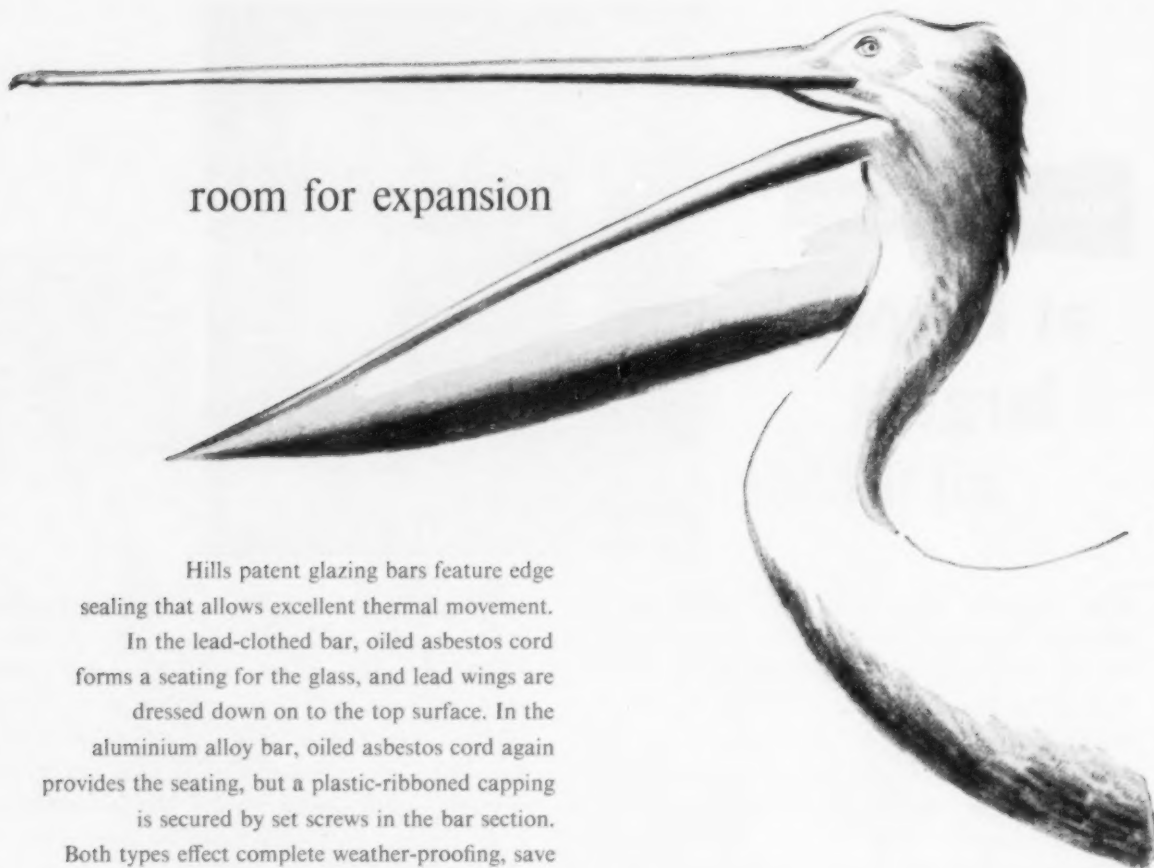 room for expansion
Hills patent glazing bars feature edge
sealing that allows excellent thermal movement.
In the lead-clothed bar, oiled asbestos cord
forms a seating for the glass, and lead wings are
dressed down on to the top surface. In the
aluminium alloy bar, oiled asbestos cord again
provides the seating, but a plastic-ribboned capping
is secured by set screws in the bar section.
Both types effect complete weather-proofing, save